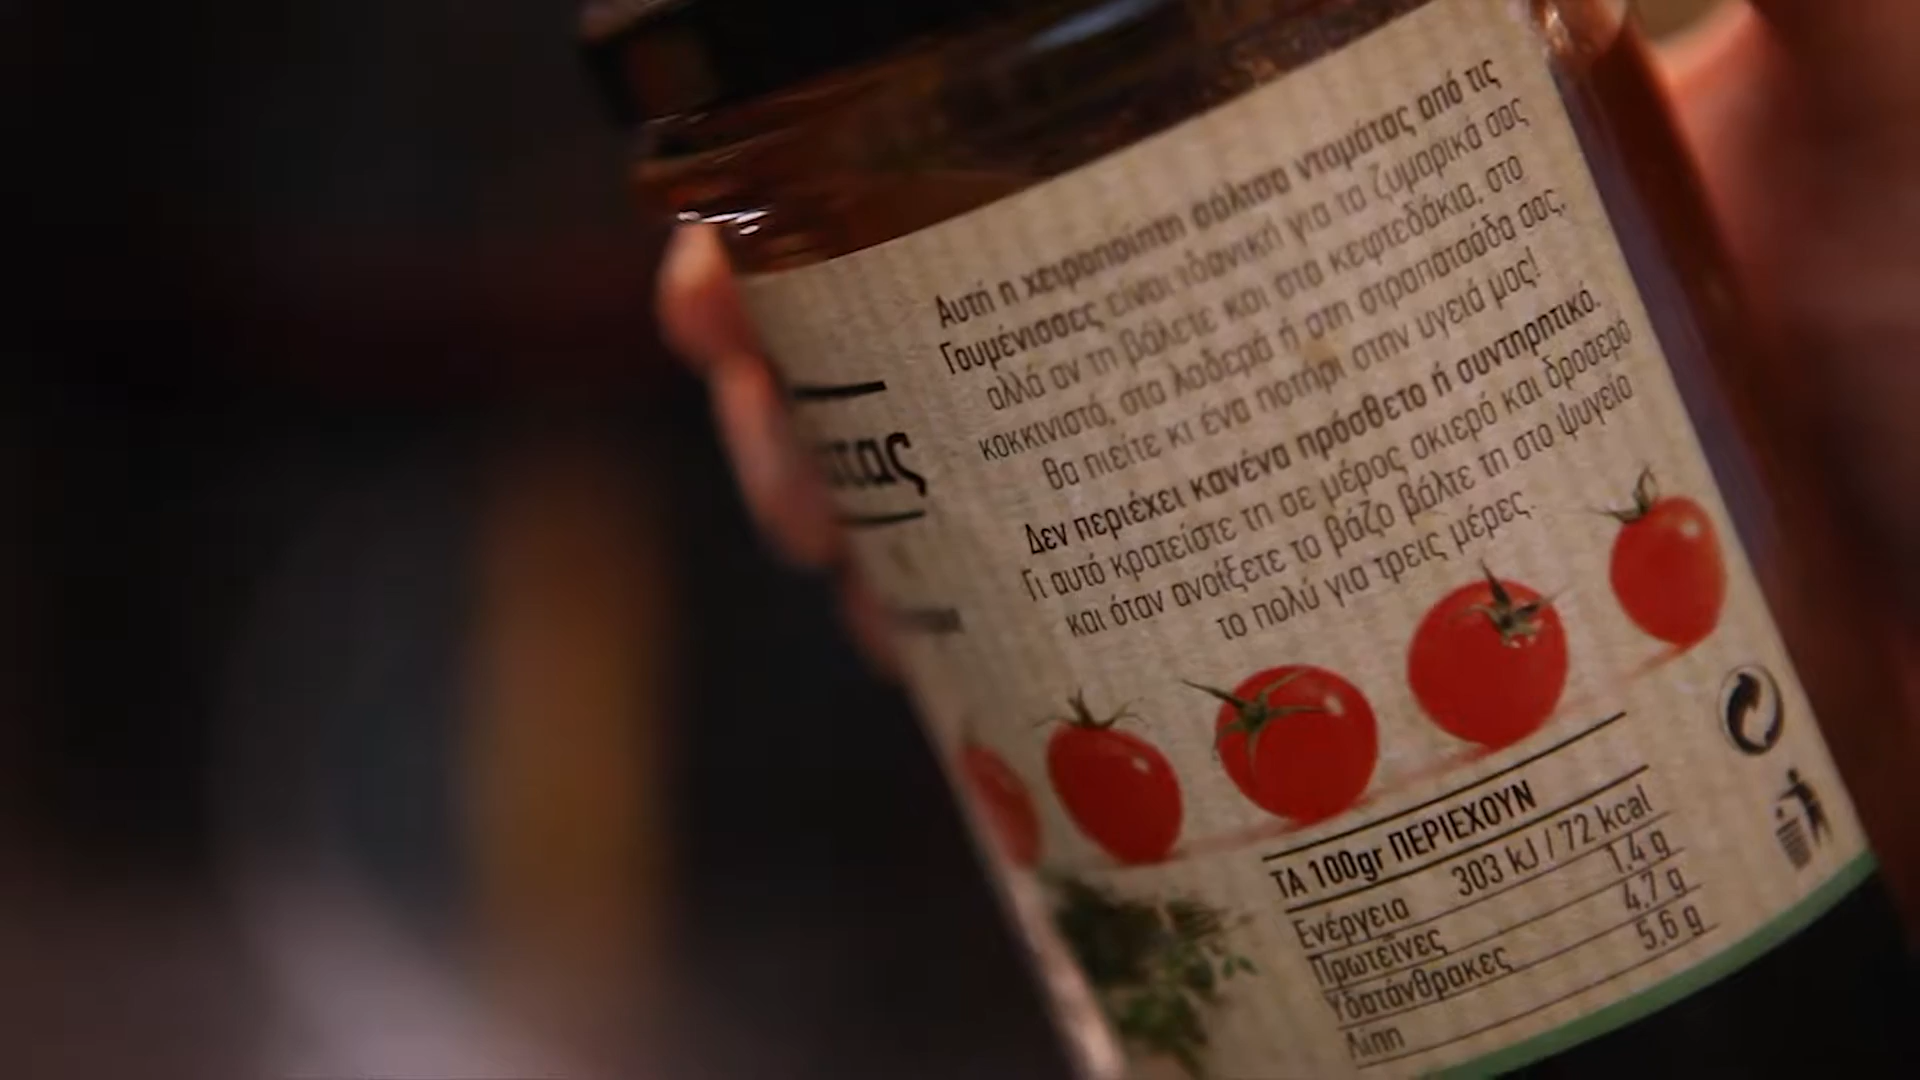 Αυτή η χειροποίητη σάλτσα ντομάτας από τις
Γουμένισσες είναι ιδανική για τα ζυμαρικά σας
αλλά αν τη βάλετε και στα κεφτεδάκια, στο
κοκκινιστό, στα λαδερά ή στη στραπατσάδα σας,
θα πιείτε κι ένα ποτήρι στην υγειά μας!
Δεν περιέχει κανένα πρόσθετο ή συντηρητικό.
Γι αυτό κρατείστε τη σε μέρος σκιερό και δροσερό
και όταν ανοίξετε το βάζο βάλτε τη στο ψυγείο
το πολύ για τρεις μέρες.
ΤΑ 100gr ΠΕΡΙΕΧΟΥΝ
Ενέργεια 303 kJ / 72 kcal
Πρωτεΐνες 1,4 g
Υδατάνθρακες 4,7 g
Λίπη 5,6 g